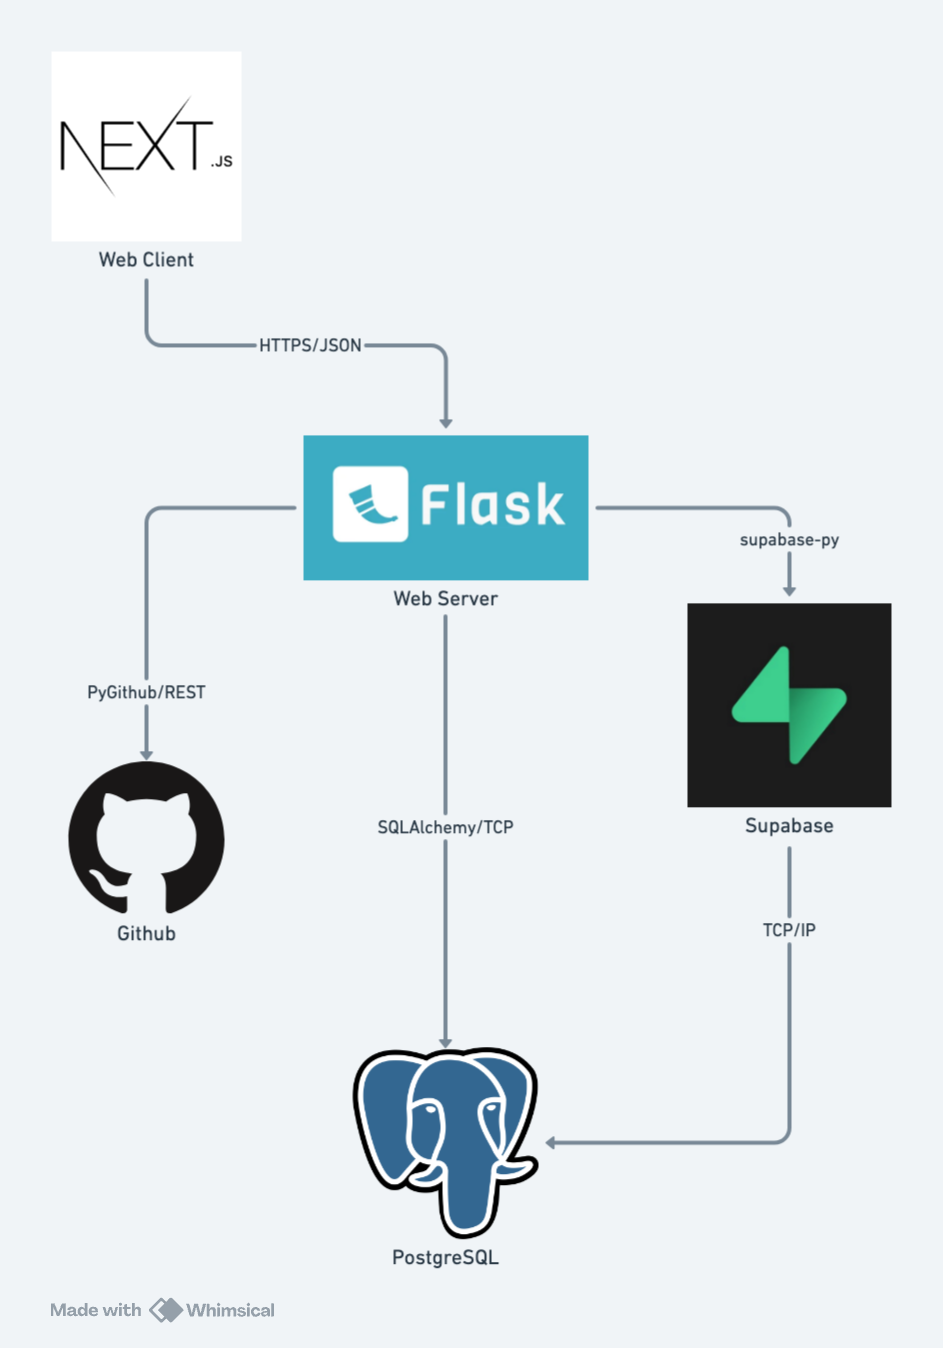 NEXT.JS
Web Client
HTTPS/JSON
Flask
Web Server
supabase-py
PyGithub/REST
SQLAlchemy/TCP
Supabase
Github
TCP/IP
PostgreSQL
Made with Whimsical